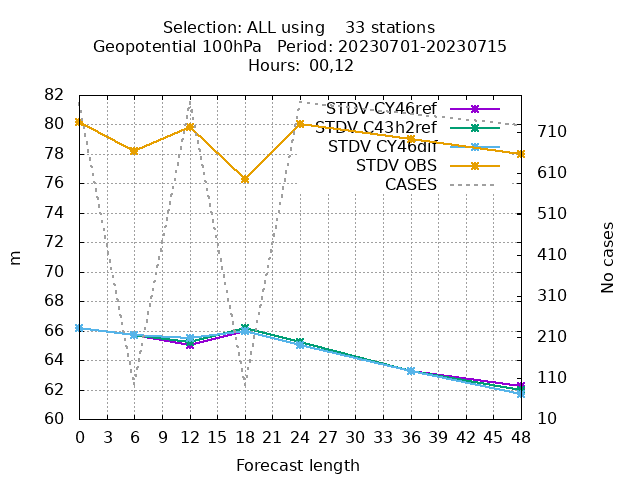 Selection: ALL using    33 stations
Geopotential 100hPa   Period: 20230701-20230715
Hours:  00,12
STDV CY46ref
STDV C43h2ref
STDV CY46dif
STDV OBS
CASES
82
80
78
76
74
72
70
68
66
64
62
60
m
710
610
510
410
310
210
110
10
No cases
0 3 6 9 12 15 18 21 24 27 30 33 36 39 42 45 48
Forecast length